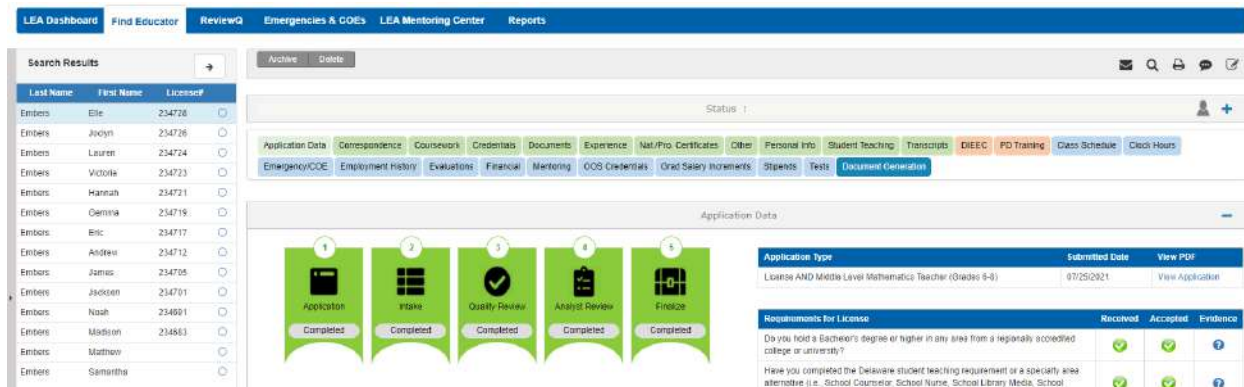 LEA Dashboard Find Educator ReviewQ Emergencies & COEs LEA Mentoring Center Reports
Search Results
Archive Delete
Status :
Last Name First Name License#
Embers Elle 234728
Embers Jodyn 234726
Embers Lauren 234724
Embers Victoria 234723
Embers Hannah 234721
Embers Gemma 234719
Embers Eric 234717
Embers Andrew 234712
Embers James 234705
Embers Jackson 234701
Embers Noah 234691
Embers Madison 234683
Embers Matthew
Embers Samantha
Application Data Correspondence Coursework Credentials Documents Experience Nat./Pro. Certificates Other Personal Info Student Teaching Transcripts DIEEC PD Training Class Schedule Clock Hours
Emergency/COE Employment History Evaluations Financial Mentoring OOS Credentials Grad Salary Increments Stipends Tests Document Generation
Application Data
1 2 3 4 5
Application Intake Quality Review Analyst Review Finalize
Completed Completed Completed Completed Completed
Application Type Submitted Date View PDF
License AND Middle Level Mathematics Teacher (Grades 6-8) 07/25/2021 View Application
Requirements for License Received Accepted Evidence
Do you hold a Bachelor's degree or higher in any area from a regionally accredited
college or university?
Have you completed the Delaware student teaching requirement or a specialty area
alternative (i.e., School Counselor, School Nurse, School Library Media, School